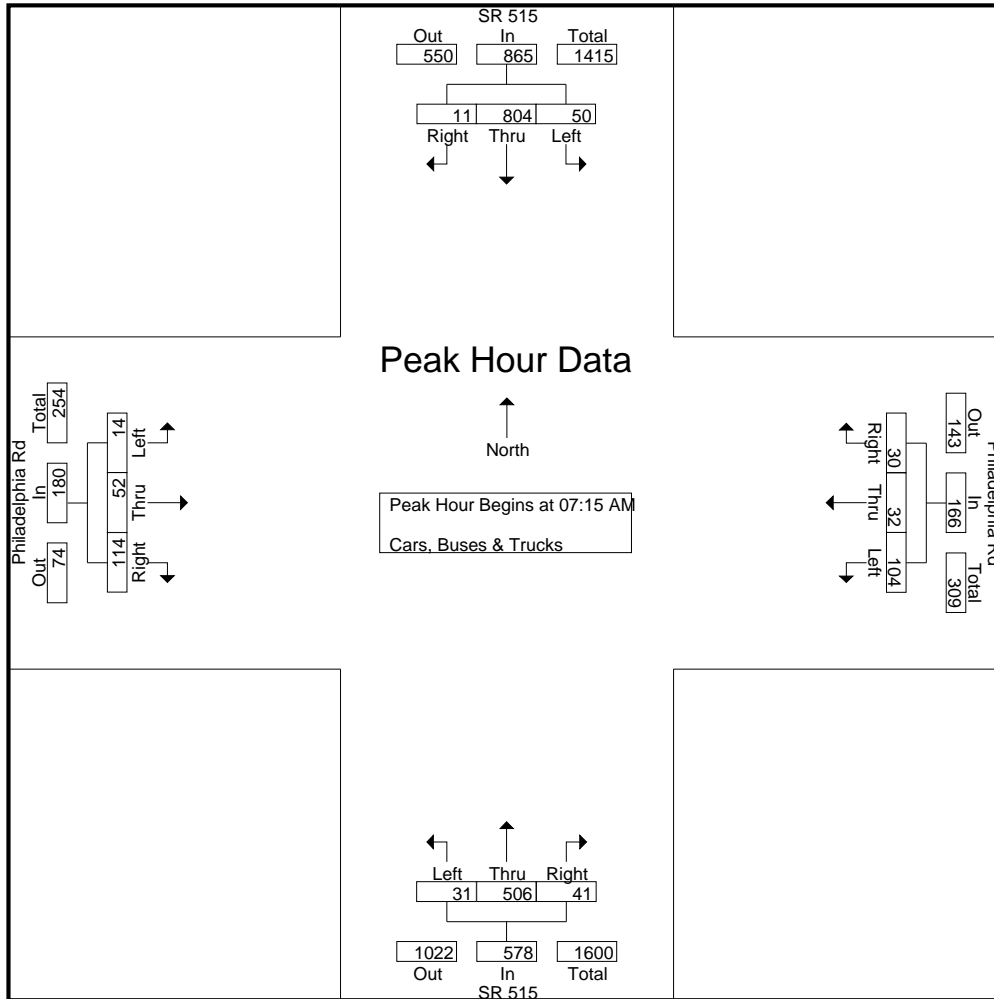 SR 515
Out In Total
550 865 1415
11 804 50
Right Thru Left
Peak Hour Data
North
Peak Hour Begins at 07:15 AM
Cars, Buses & Trucks
Philadelphia Rd
Out In Total
74 180 254
14 52 114
Left Thru Right
Philadelphia Rd
Out In Total
143 166 309
30 32 104
Right Thru Left
Left Thru Right
31 506 41
1022 578 1600
Out In Total
SR 515